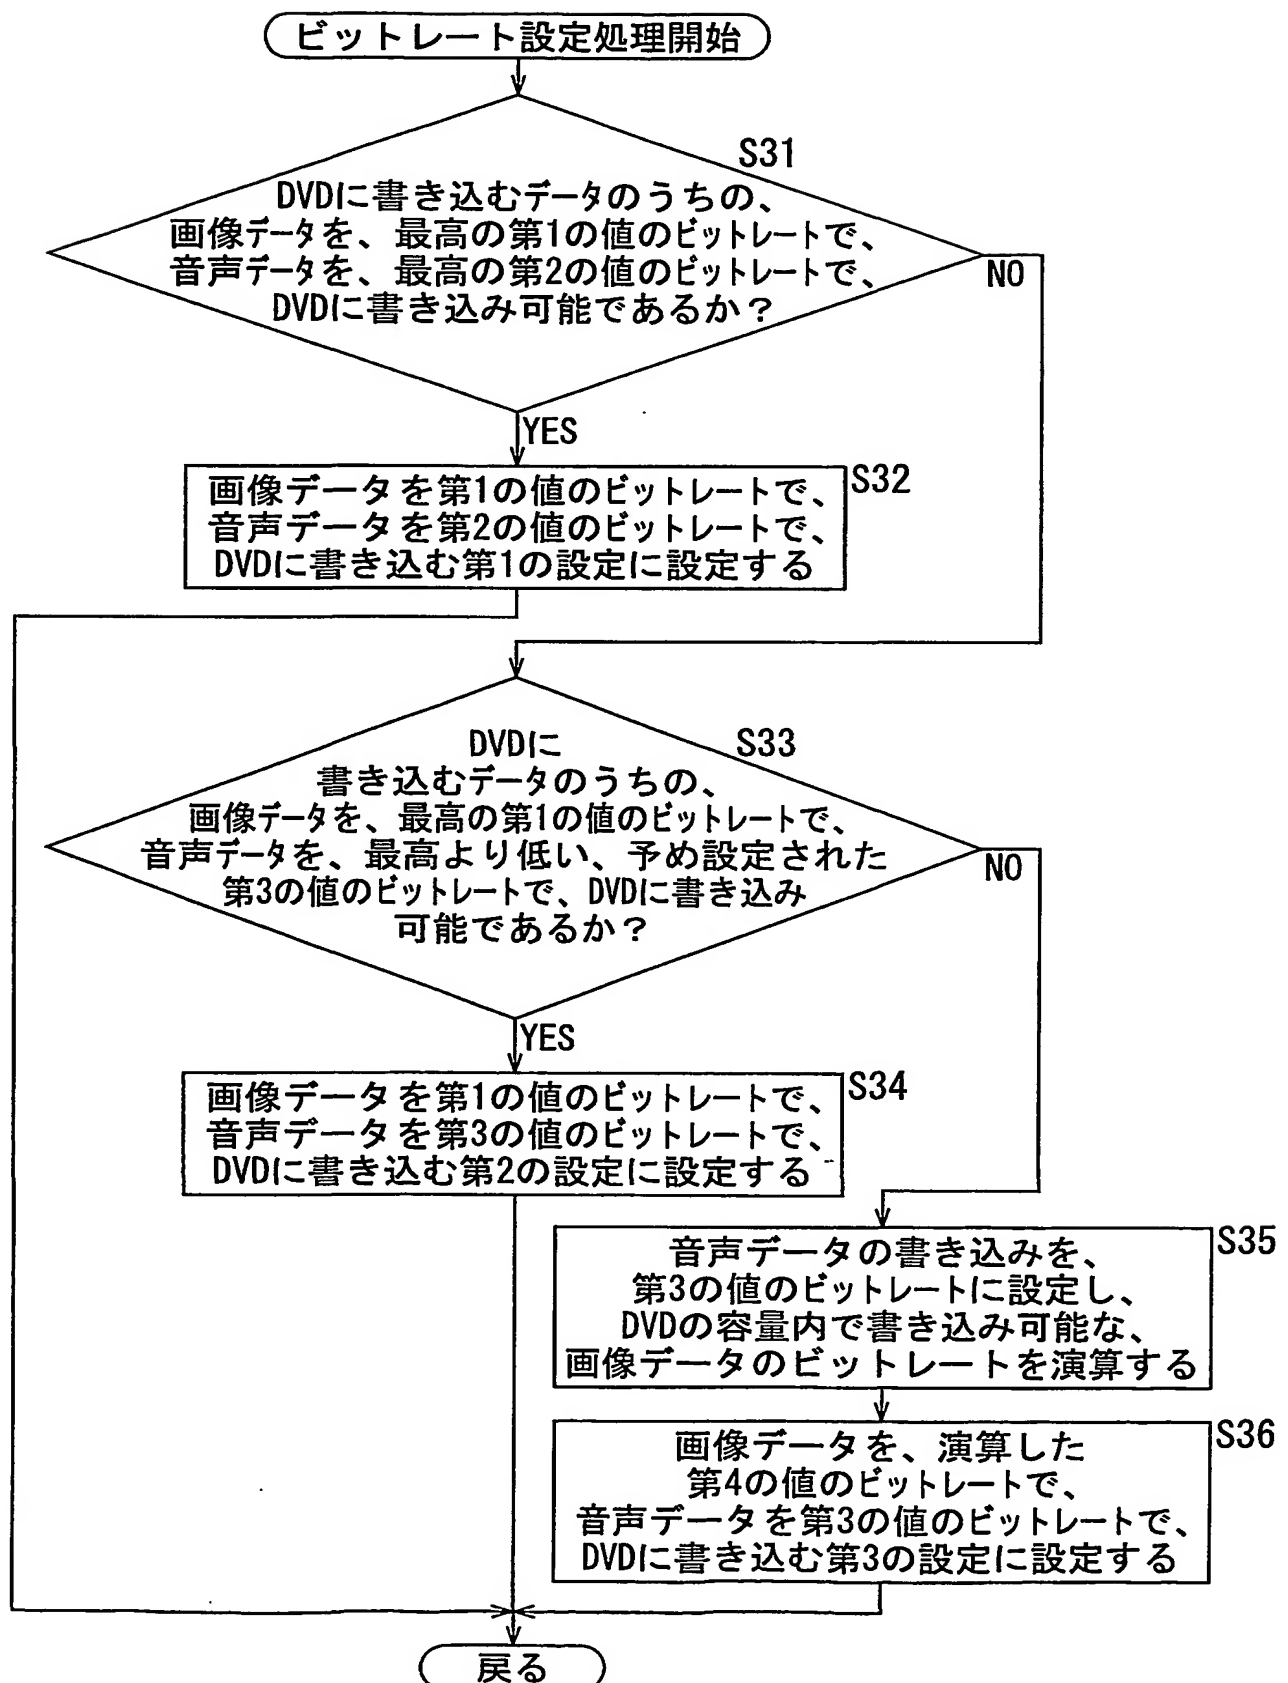 ビットレート設定処理開始
S31
DVDに書き込むデータのうちの、
画像データを、最高の第1の値のビットレートで、
音声データを、最高の第2の値のビットレートで、
DVDに書き込み可能であるか？
NO
YES
S32
画像データを第1の値のビットレートで、
音声データを第2の値のビットレートで、
DVDに書き込む第1の設定に設定する
S33
DVDに
書き込むデータのうちの、
画像データを、最高の第1の値のビットレートで、
音声データを、最高より低い、予め設定された
第3の値のビットレートで、DVDに書き込み
可能であるか？
NO
YES
S34
画像データを第1の値のビットレートで、
音声データを第3の値のビットレートで、
DVDに書き込む第2の設定に設定する
S35
音声データの書き込みを、
第3の値のビットレートに設定し、
DVDの容量内で書き込み可能な、
画像データのビットレートを演算する
S36
画像データを、演算した
第4の値のビットレートで、
音声データを第3の値のビットレートで、
DVDに書き込む第3の設定に設定する
戻る